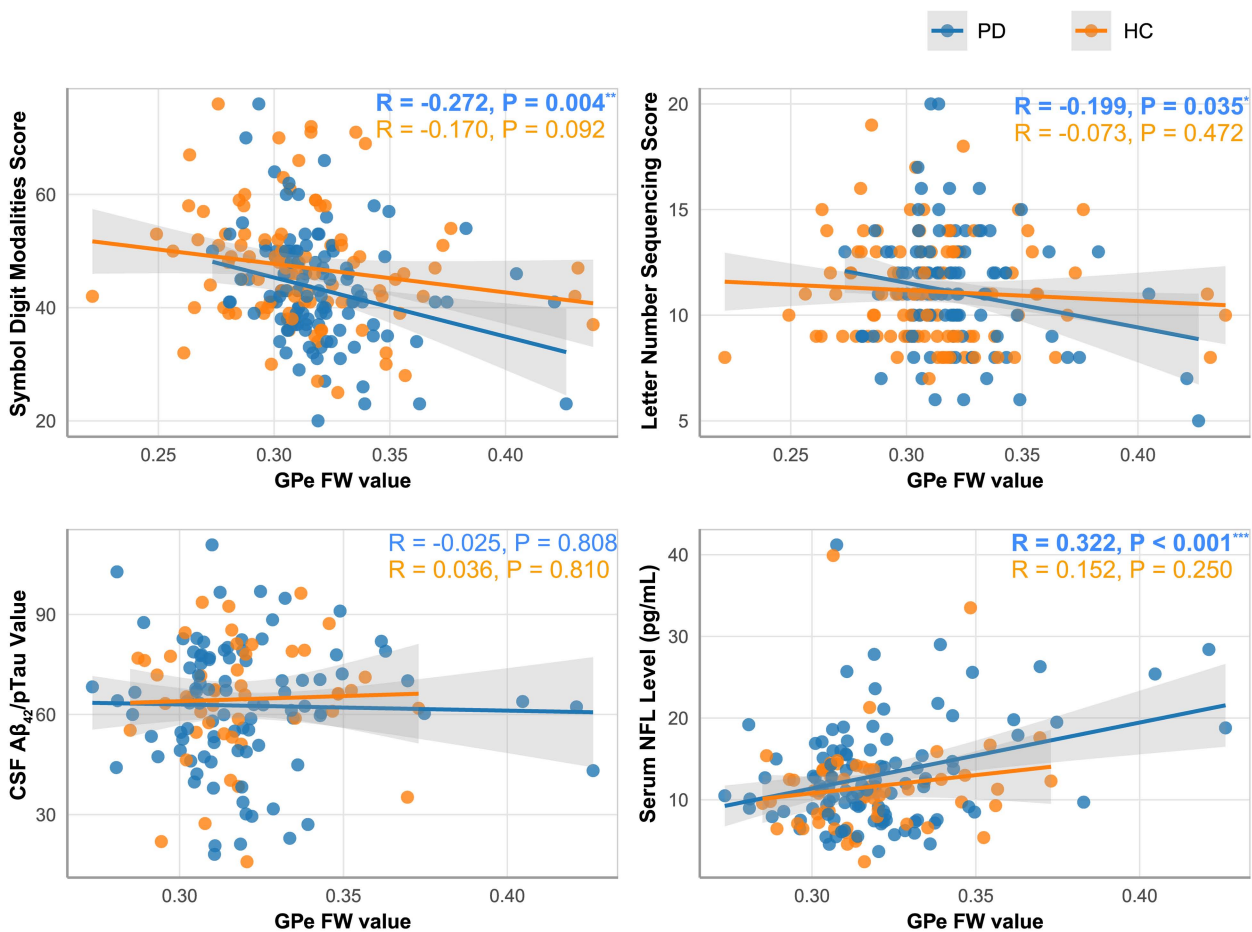 PD HC
R = -0.272, P = 0.004**
R = -0.170, P = 0.092
60
40
20
0.25 0.30 0.35 0.40
GPe FW value
Symbol Digit Modalities Score
R = -0.199, P = 0.035*
R = -0.073, P = 0.472
20
15
10
5
0.25 0.30 0.35 0.40
GPe FW value
Letter Number Sequencing Score
R = -0.025, P = 0.808
R = 0.036, P = 0.810
90
60
30
0.30 0.35 0.40
GPe FW value
CSF Aβ₄₂/pTau Value
R = 0.322, P < 0.001***
R = 0.152, P = 0.250
40
30
20
10
0.30 0.35 0.40
GPe FW value
Serum NFL Level (pg/mL)